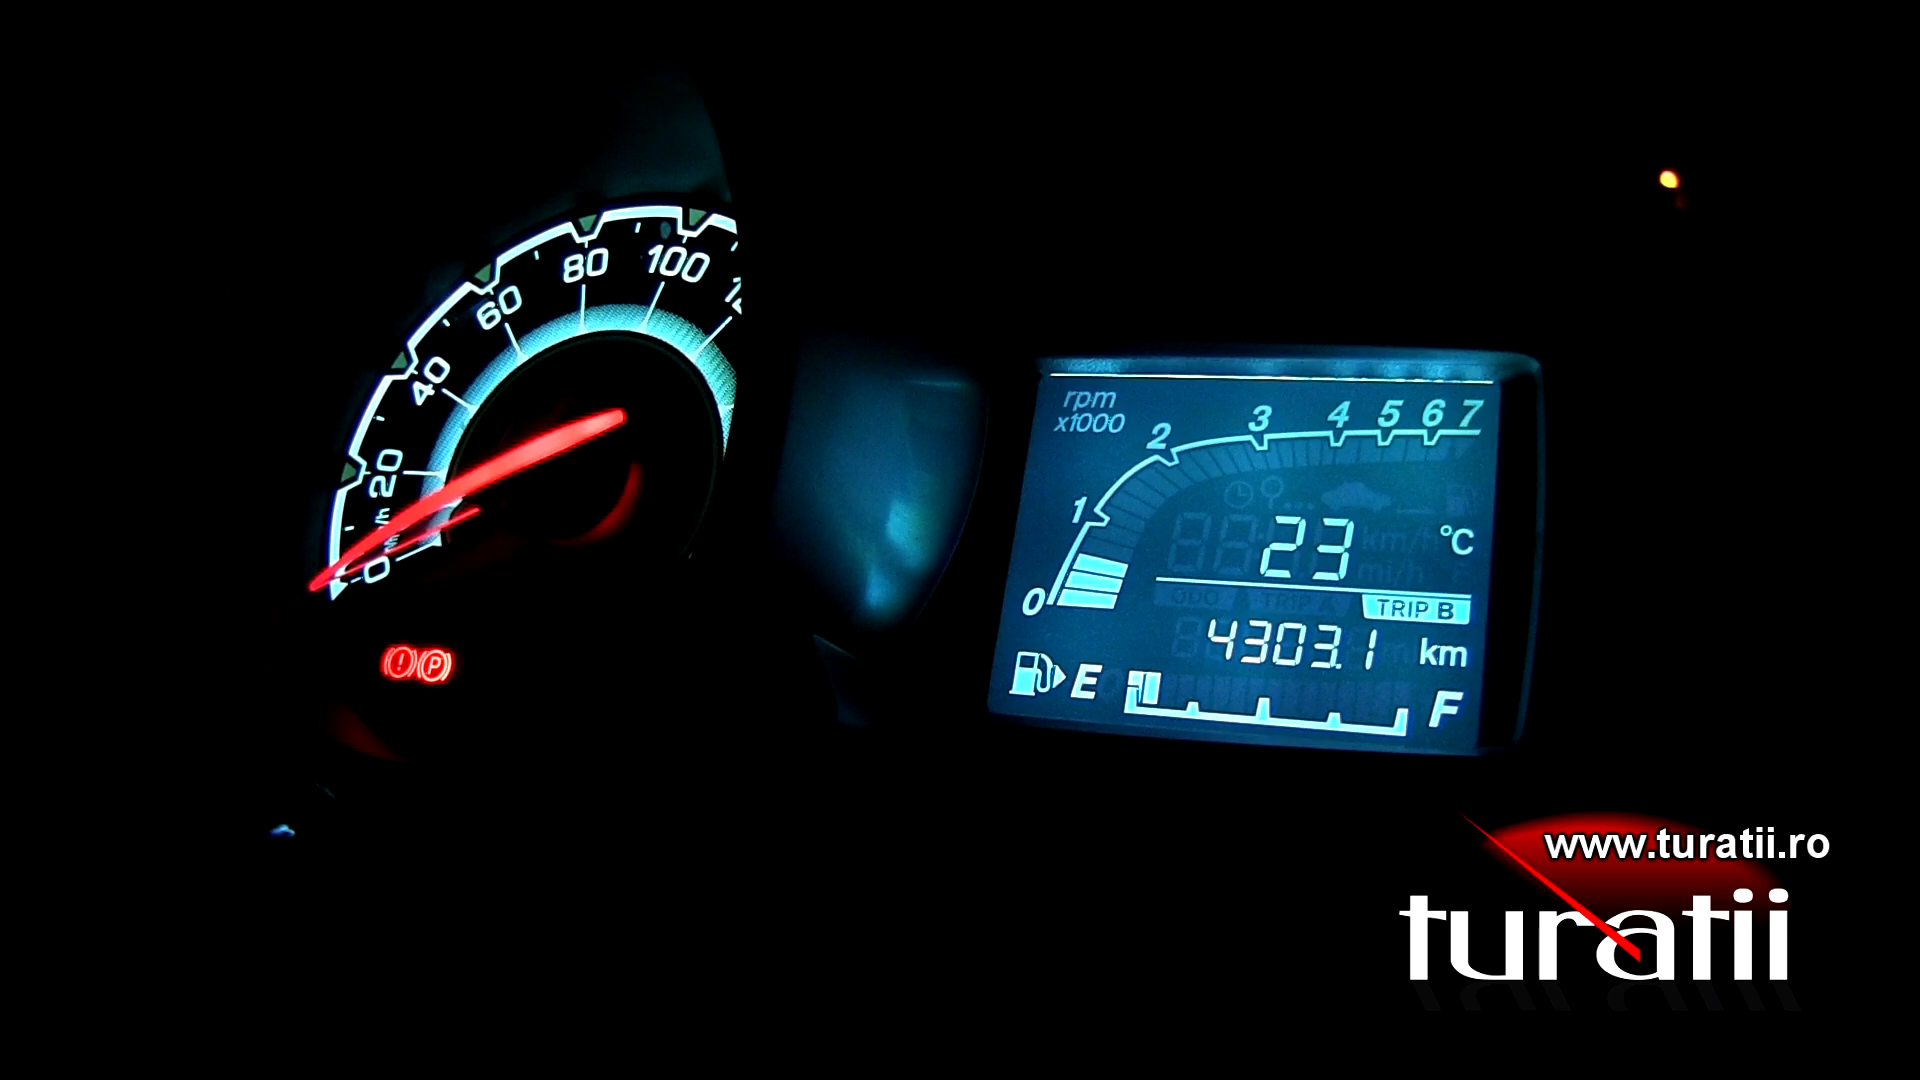 100
80
60
40
20
0
rpm
x1000
0 1 2 3 4 5 6 7
23 °C
TRIP B
4303.1 km
E F
(!) (P)
www.turatii.ro
turatii